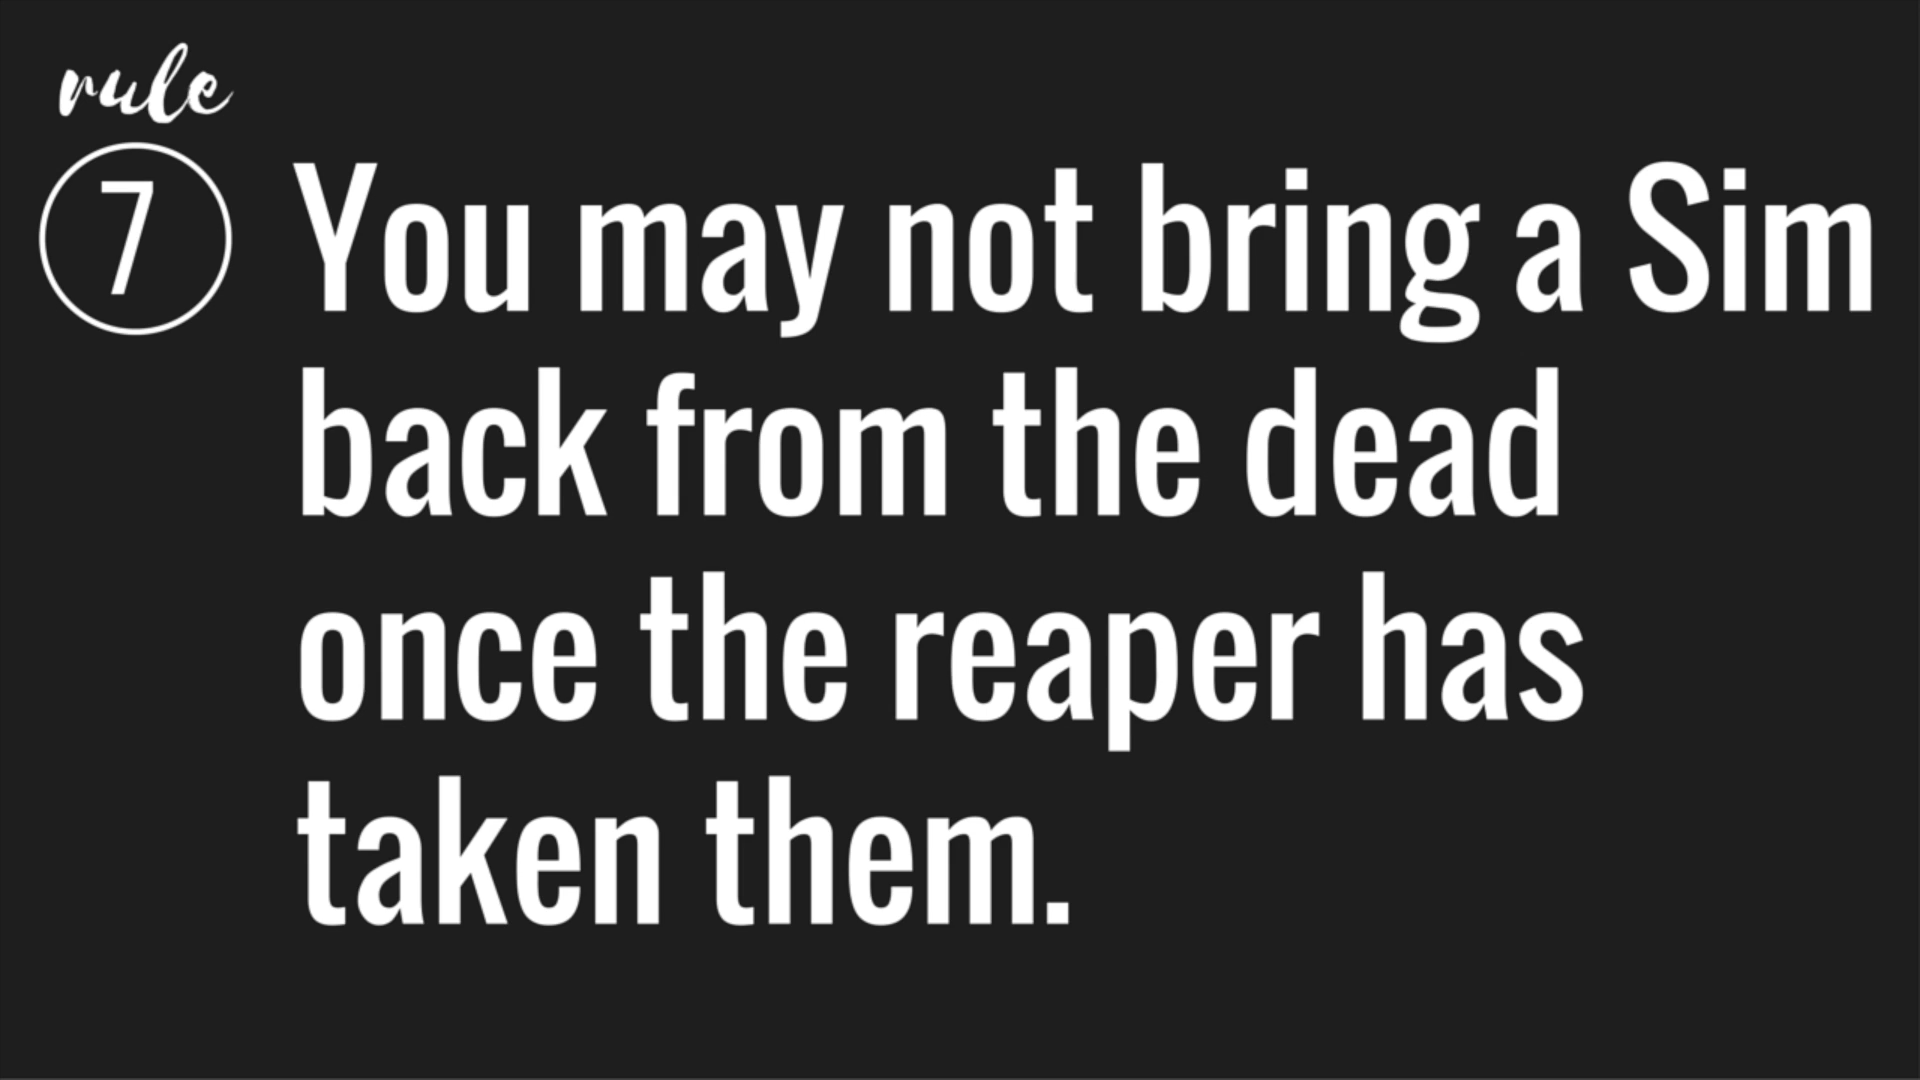 rule
7 You may not bring a Sim
back from the dead
once the reaper has
taken them.